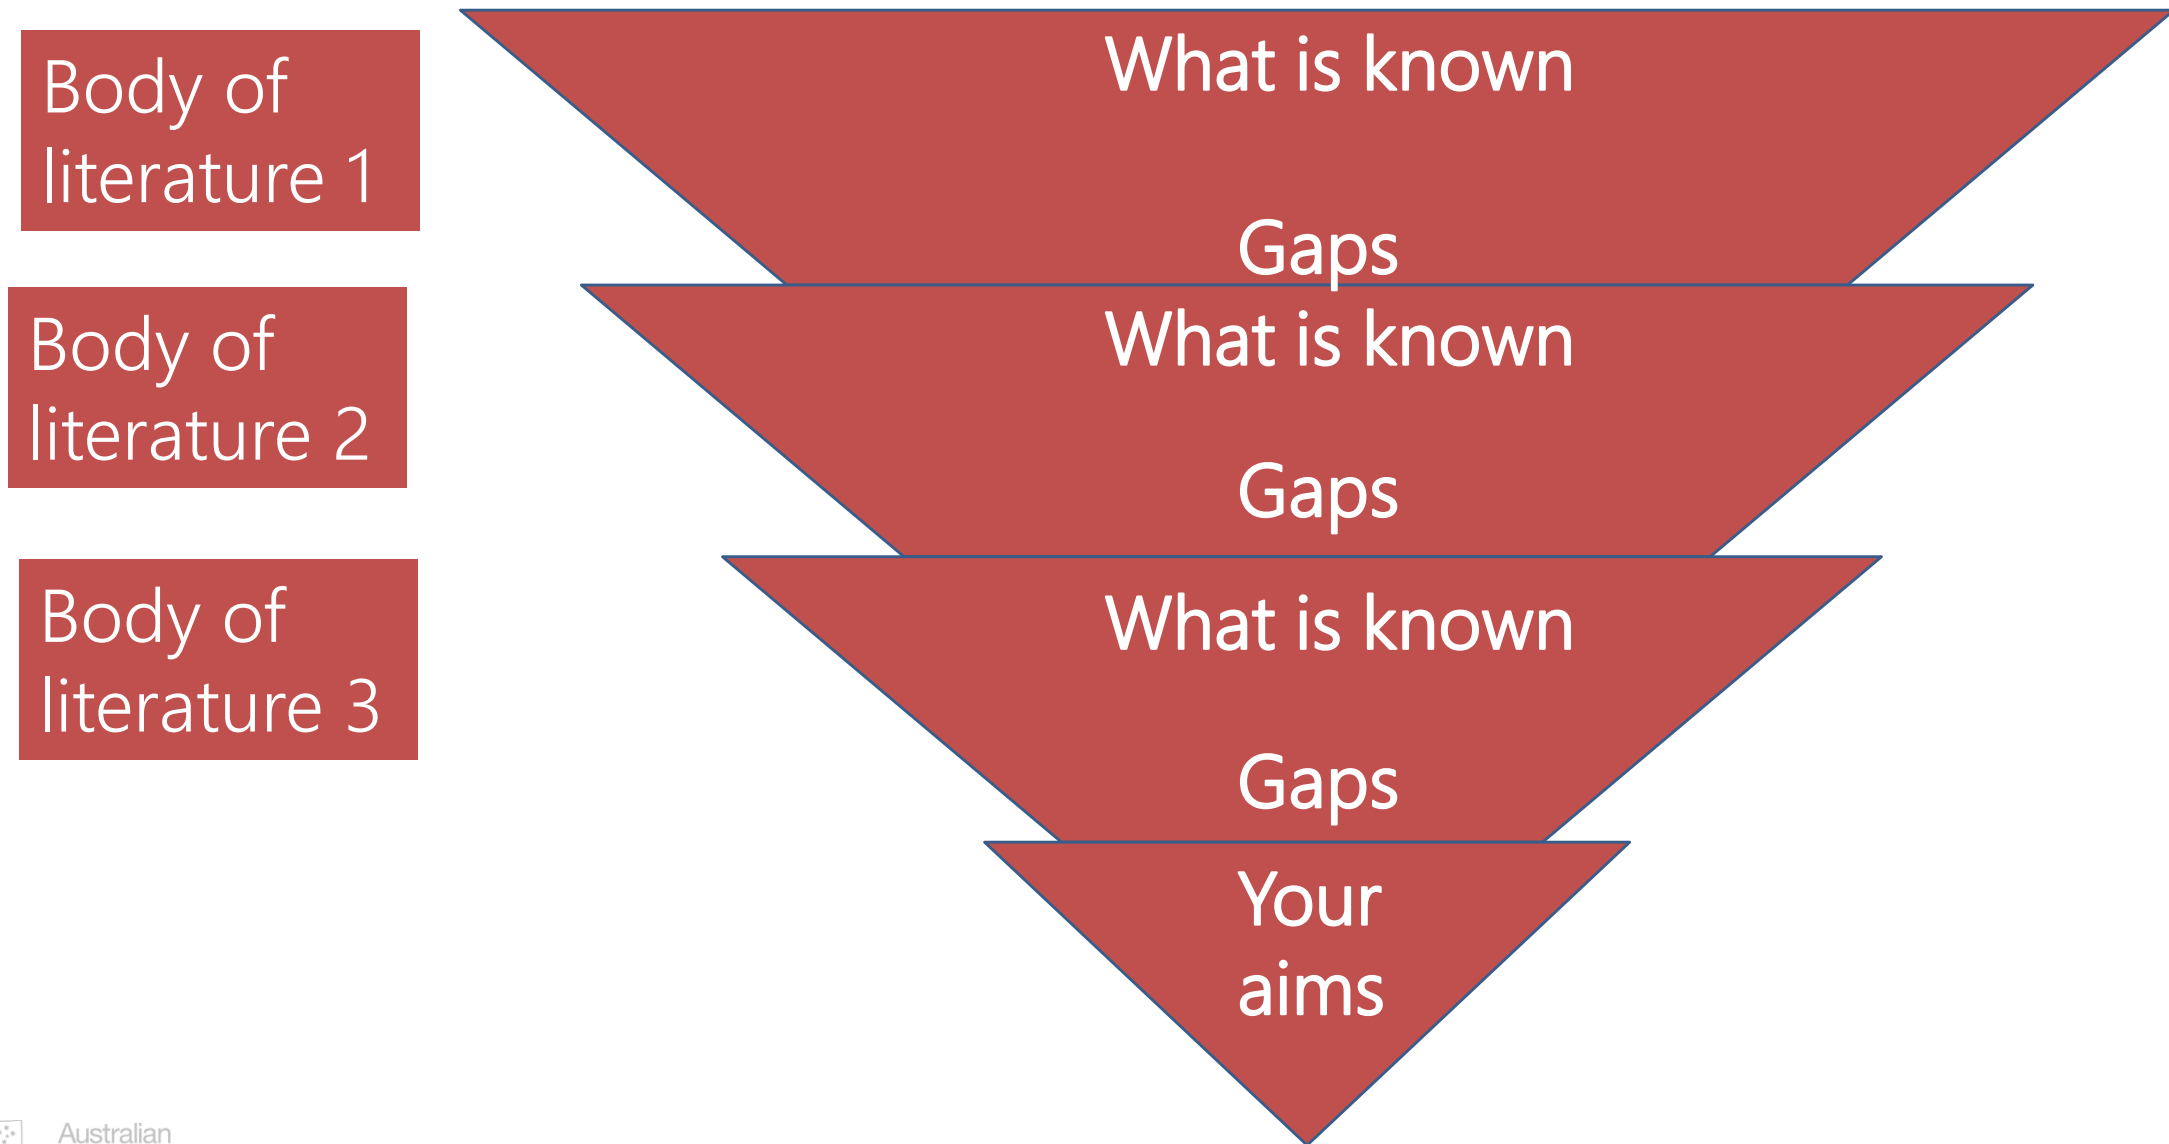 Body of
literature 1
What is known
Gaps
Body of
literature 2
What is known
Gaps
Body of
literature 3
What is known
Gaps
Your
aims
Australian